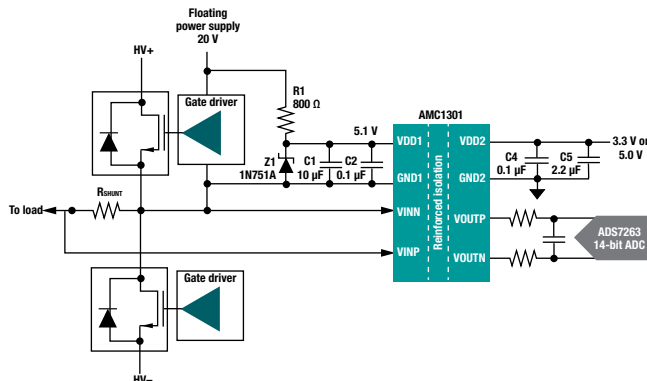 Floating
power supply
20 V
HV+
Gate driver
R1
800 Ω
5.1 V
Z1
1N751A
C1
10 µF
C2
0.1 µF
AMC1301
VDD1
GND1
VINN
VINP
Reinforced isolation
VDD2
GND2
VOUTP
VOUTN
C4
0.1 µF
C5
2.2 µF
3.3 V or
5.0 V
ADS7263
14-bit ADC
RSHUNT
To load
Gate driver
HV–